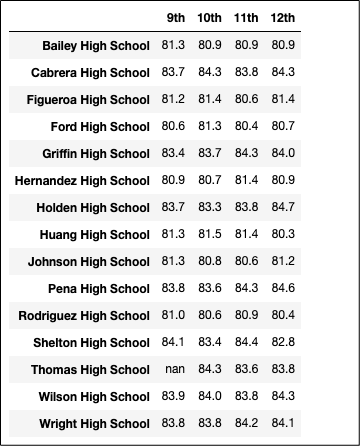 9th 10th 11th 12th
Bailey High School 81.3 80.9 80.9 80.9
Cabrera High School 83.7 84.3 83.8 84.3
Figueroa High School 81.2 81.4 80.6 81.4
Ford High School 80.6 81.3 80.4 80.7
Griffin High School 83.4 83.7 84.3 84.0
Hernandez High School 80.9 80.7 81.4 80.9
Holden High School 83.7 83.3 83.8 84.7
Huang High School 81.3 81.5 81.4 80.3
Johnson High School 81.3 80.8 80.6 81.2
Pena High School 83.8 83.6 84.3 84.6
Rodriguez High School 81.0 80.6 80.9 80.4
Shelton High School 84.1 83.4 84.4 82.8
Thomas High School nan 84.3 83.6 83.8
Wilson High School 83.9 84.0 83.8 84.3
Wright High School 83.8 83.8 84.2 84.1